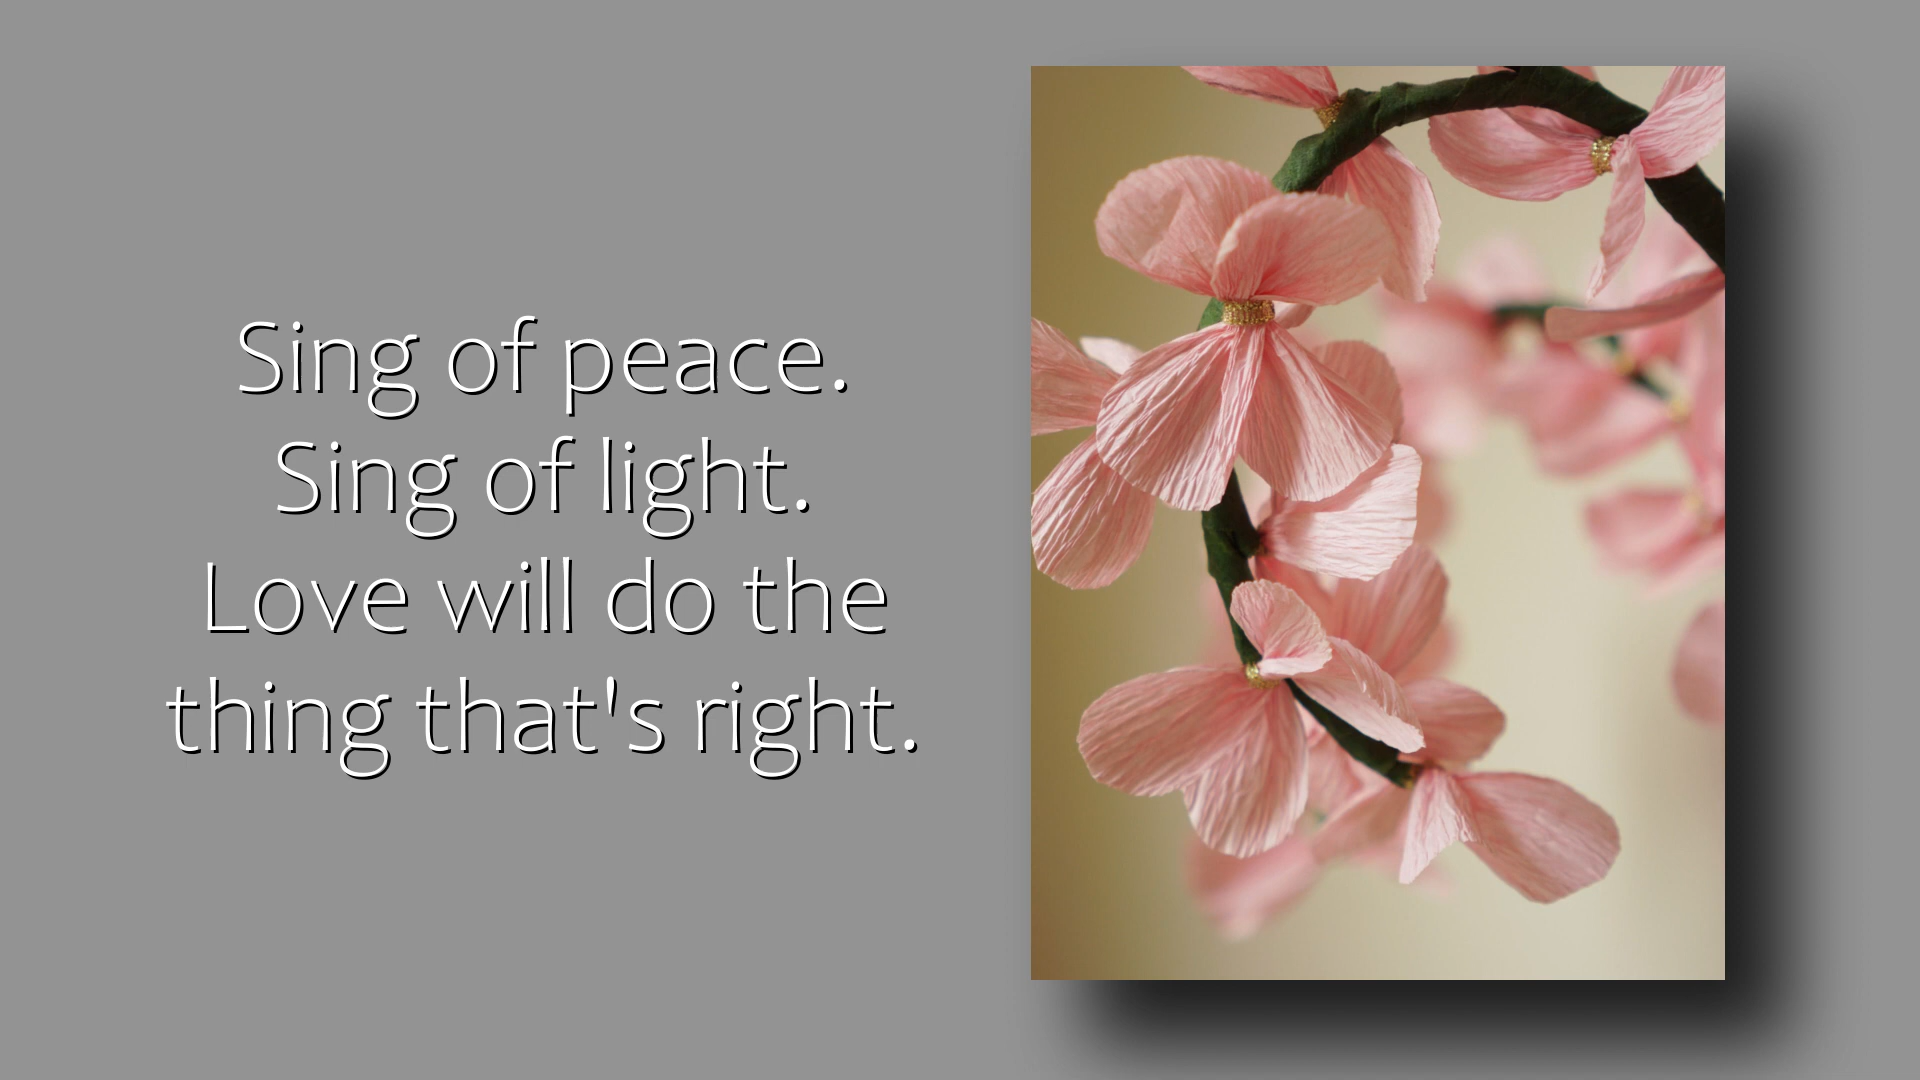 Sing of peace.
Sing of light.
Love will do the
thing that's right.